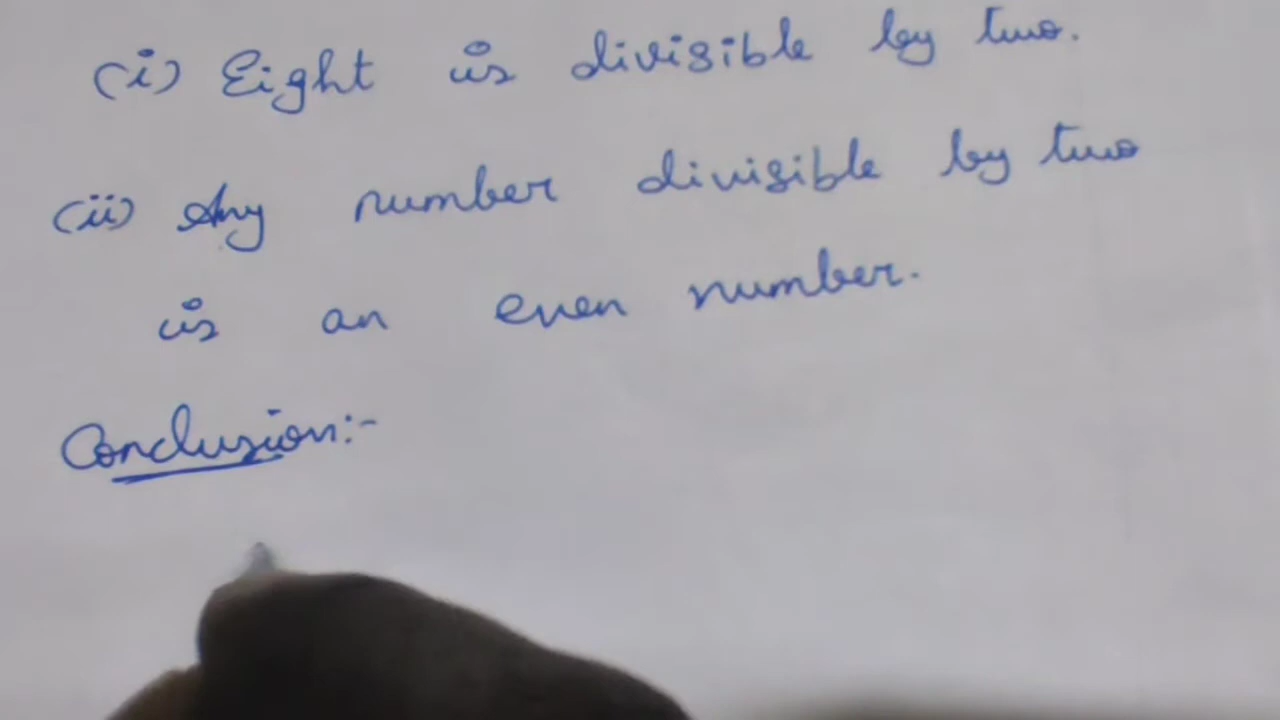 (i) Eight is divisible by two.
(ii) Any number divisible by two
is an even number.
Conclusion:-